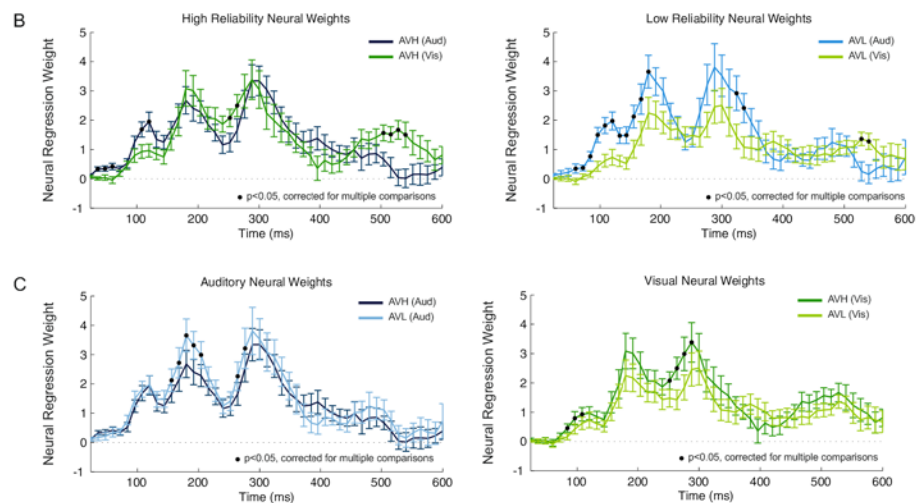 B
High Reliability Neural Weights
Low Reliability Neural Weights
5
4
3
2
1
0
-1
Neural Regression Weight
AVH (Aud)
AVH (Vis)
p<0.05, corrected for multiple comparisons
100 200 300 400 500 600
Time (ms)
5
4
3
2
1
0
-1
Neural Regression Weight
AVL (Aud)
AVL (Vis)
p<0.05, corrected for multiple comparisons
100 200 300 400 500 600
Time (ms)
C
Auditory Neural Weights
Visual Neural Weights
5
4
3
2
1
0
-1
Neural Regression Weight
AVH (Aud)
AVL (Aud)
p<0.05, corrected for multiple comparisons
100 200 300 400 500 600
Time (ms)
5
4
3
2
1
0
-1
Neural Regression Weight
AVH (Vis)
AVL (Vis)
p<0.05, corrected for multiple comparisons
100 200 300 400 500 600
Time (ms)